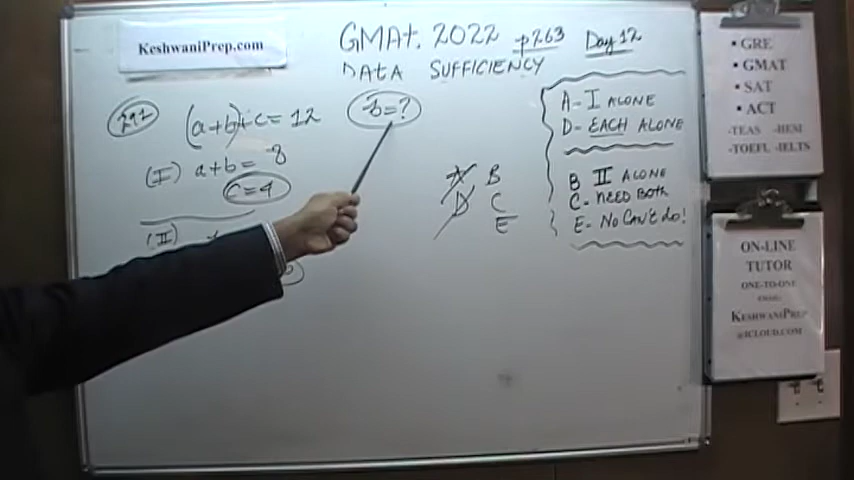 KeshwaniPrep.com
GMAt. 2022 p263 Day 12
DAtA SUFFICIENCY
291 (a+b)+c=12 b=?
(I) a+b=8
c=4
(II)
A B
D C
E
A-I ALONE
D-EACH ALONE
B II ALONE
C-NEED BOTH
E-NO CAN'T do!
• GRE
• GMAT
• SAT
• ACT
-TEAS -HESI
-TOEFL -IELTS
ON-LINE
TUTOR
ONE-TO-ONE
KESHWANIPREP
@ICLOUD.COM